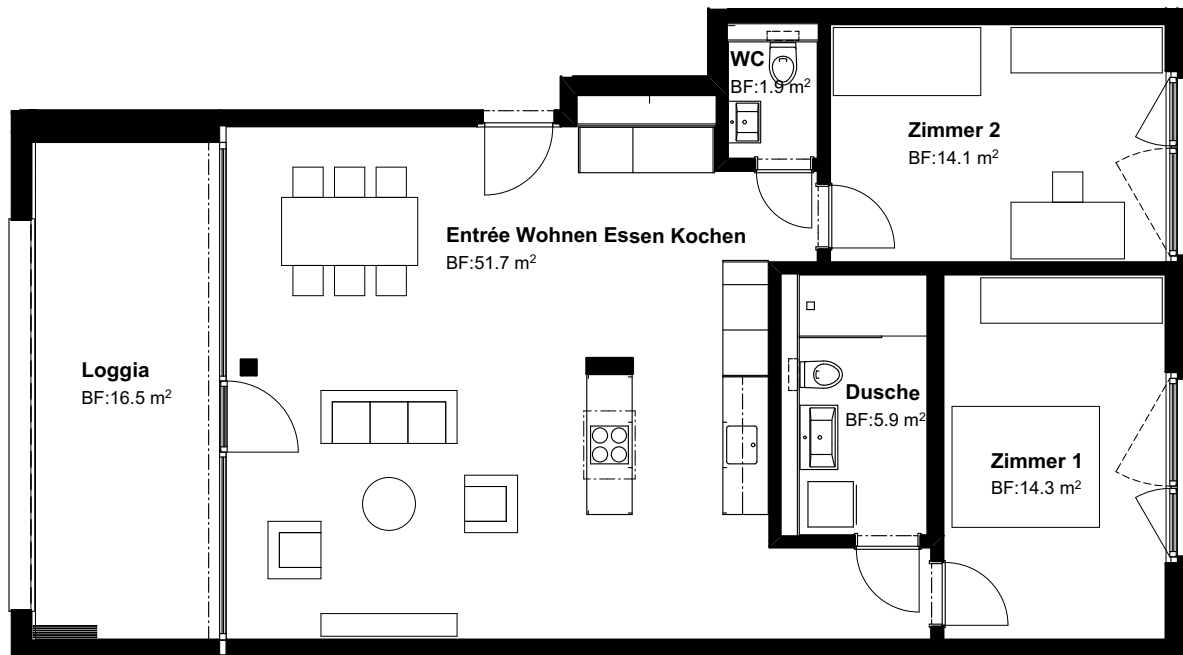 WC
BF:1.9 m²
Zimmer 2
BF:14.1 m²
Entrée Wohnen Essen Kochen
BF:51.7 m²
Loggia
BF:16.5 m²
Dusche
BF:5.9 m²
Zimmer 1
BF:14.3 m²